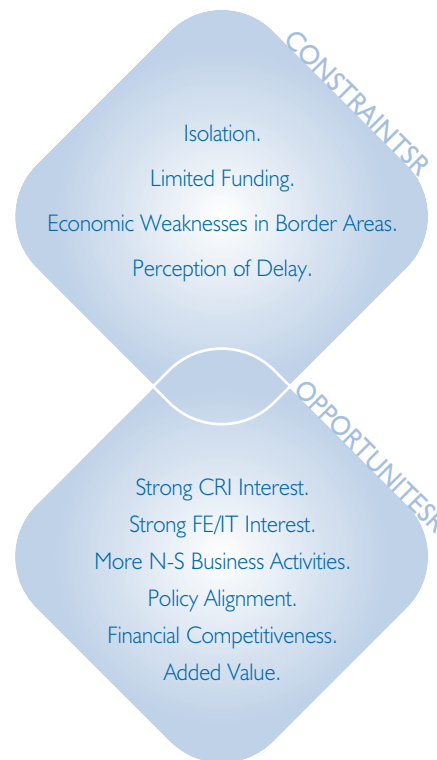 CONSTRAINTSR
Isolation.
Limited Funding.
Economic Weaknesses in Border Areas.
Perception of Delay.
OPPORTUNITESR
Strong CRI Interest.
Strong FE/IT Interest.
More N-S Business Activities.
Policy Alignment.
Financial Competitiveness.
Added Value.